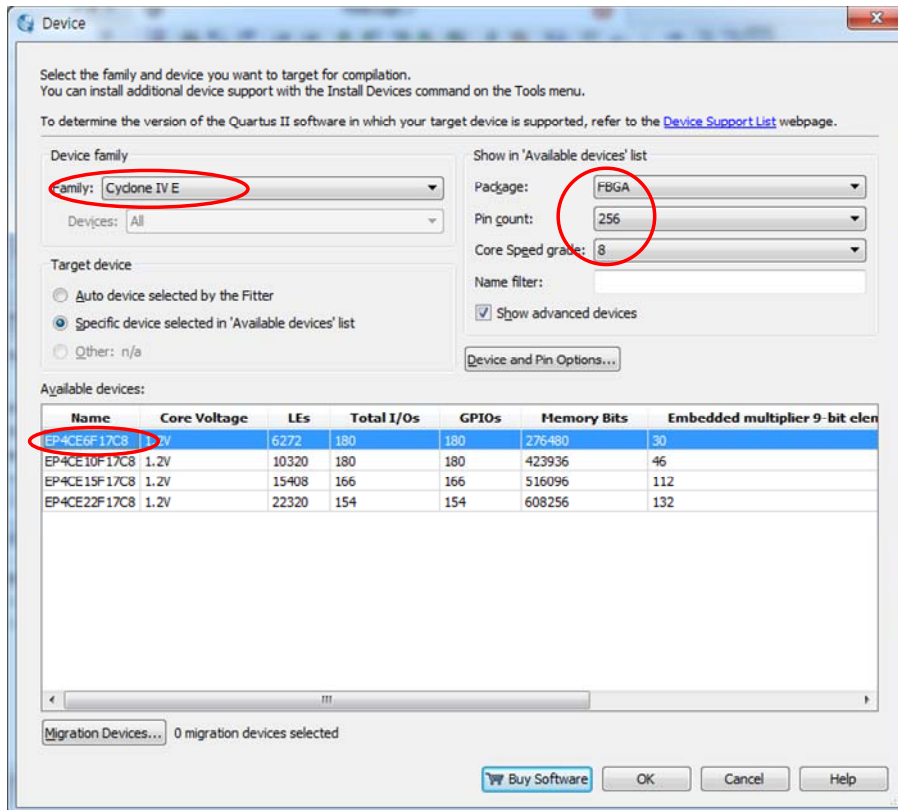 Device
Select the family and device you want to target for compilation.
You can install additional device support with the Install Devices command on the Tools menu.
To determine the version of the Quartus II software in which your target device is supported, refer to the Device Support List webpage.
Device family
Family: Cyclone IV E
Devices: All
Show in 'Available devices' list
Package: FBGA
Pin count: 256
Core Speed grade: 8
Name filter:
Show advanced devices
Target device
Auto device selected by the Fitter
Specific device selected in 'Available devices' list
Other: n/a
Device and Pin Options...
Available devices:
Name Core Voltage LEs Total I/Os GPIOs Memory Bits Embedded multiplier 9-bit elen
EP4CE6F17C8 1.2V 6272 180 180 276480 30
EP4CE10F17C8 1.2V 10320 180 180 423936 46
EP4CE15F17C8 1.2V 15408 166 166 516096 112
EP4CE22F17C8 1.2V 22320 154 154 608256 132
Migration Devices... 0 migration devices selected
Buy Software OK Cancel Help